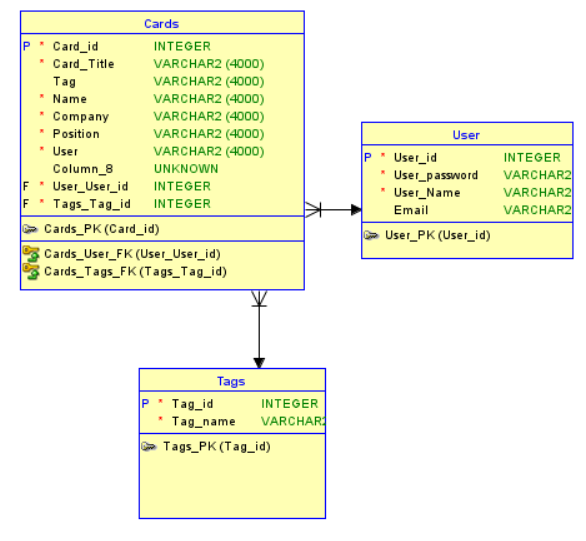 Cards
P * Card_id INTEGER
* Card_Title VARCHAR2 (4000)
Tag VARCHAR2 (4000)
* Name VARCHAR2 (4000)
* Company VARCHAR2 (4000)
* Position VARCHAR2 (4000)
* User VARCHAR2 (4000)
Column_8 UNKNOWN
F * User_User_id INTEGER
F * Tags_Tag_id INTEGER
Cards_PK (Card_id)
Cards_User_FK (User_User_id)
Cards_Tags_FK (Tags_Tag_id)
User
P * User_id INTEGER
* User_password VARCHAR2
* User_Name VARCHAR2
Email VARCHAR2
User_PK (User_id)
Tags
P * Tag_id INTEGER
* Tag_name VARCHAR2
Tags_PK (Tag_id)